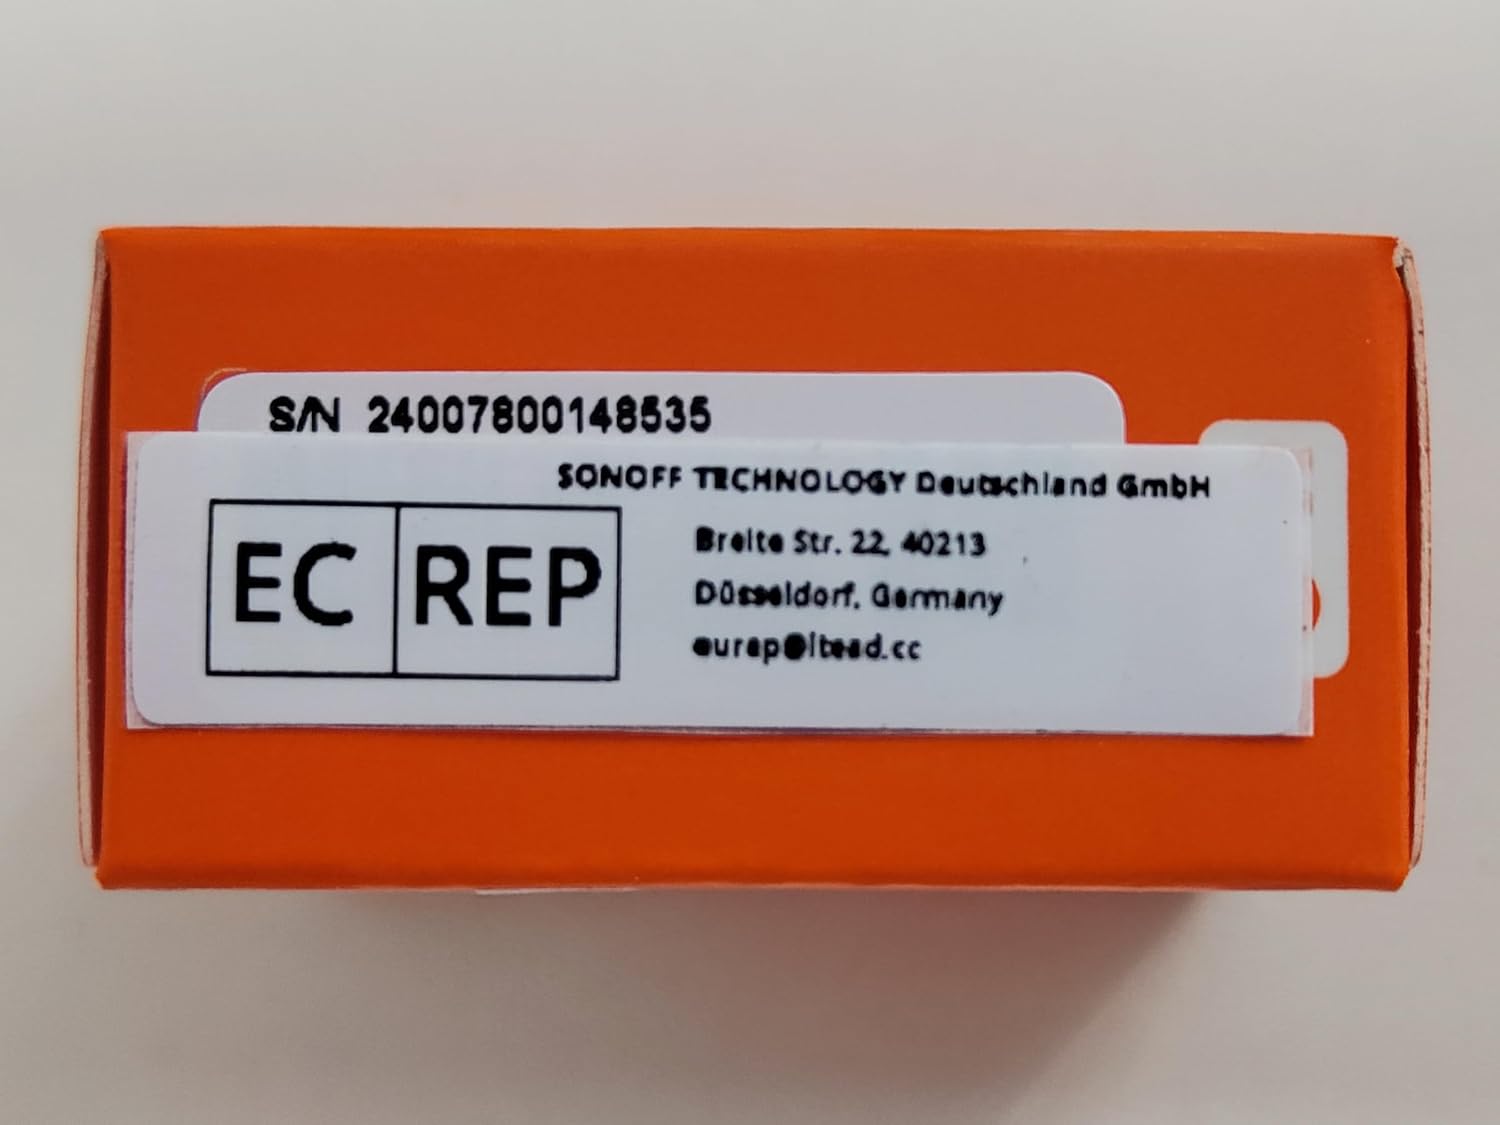 S/N 24007800148535
SONOFF TECHNOLOGY Deutschland GmbH
EC REP
Breite Str. 22, 40213
Düsseldorf, Germany
eurep@itead.cc